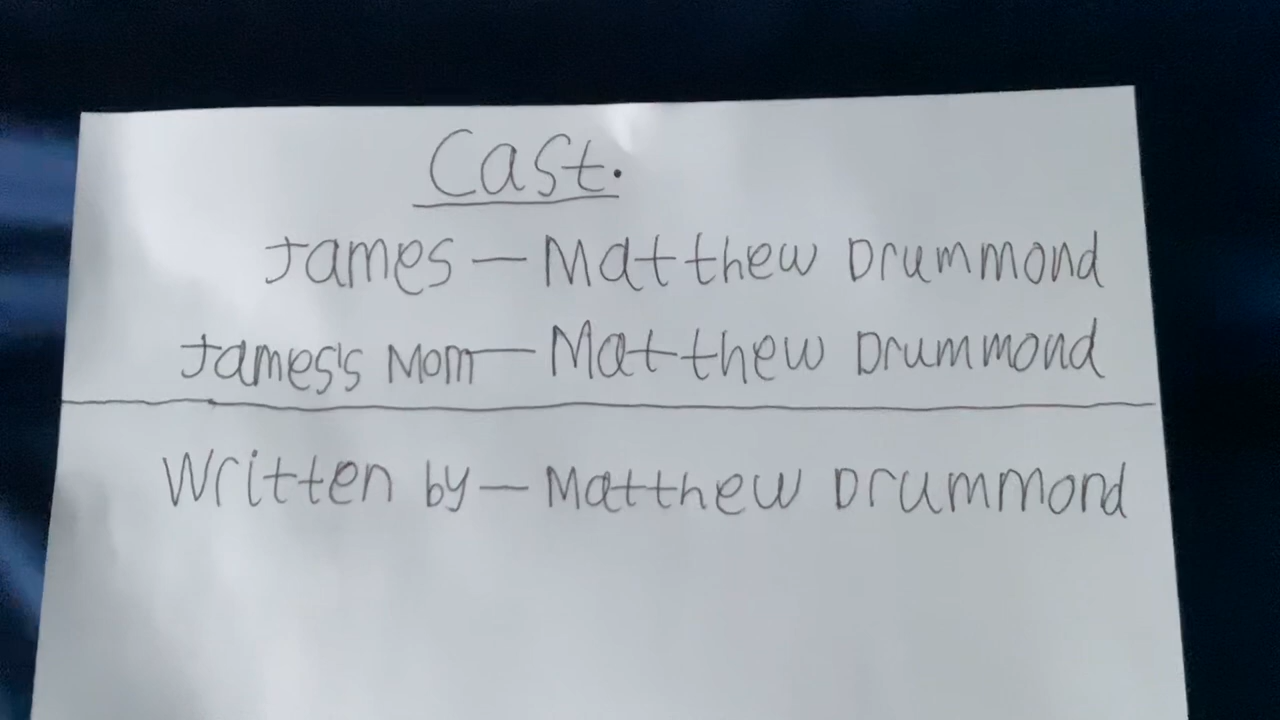 Cast.
James — Matthew Drummond
James's Mom — Matthew Drummond
Written by — Matthew Drummond